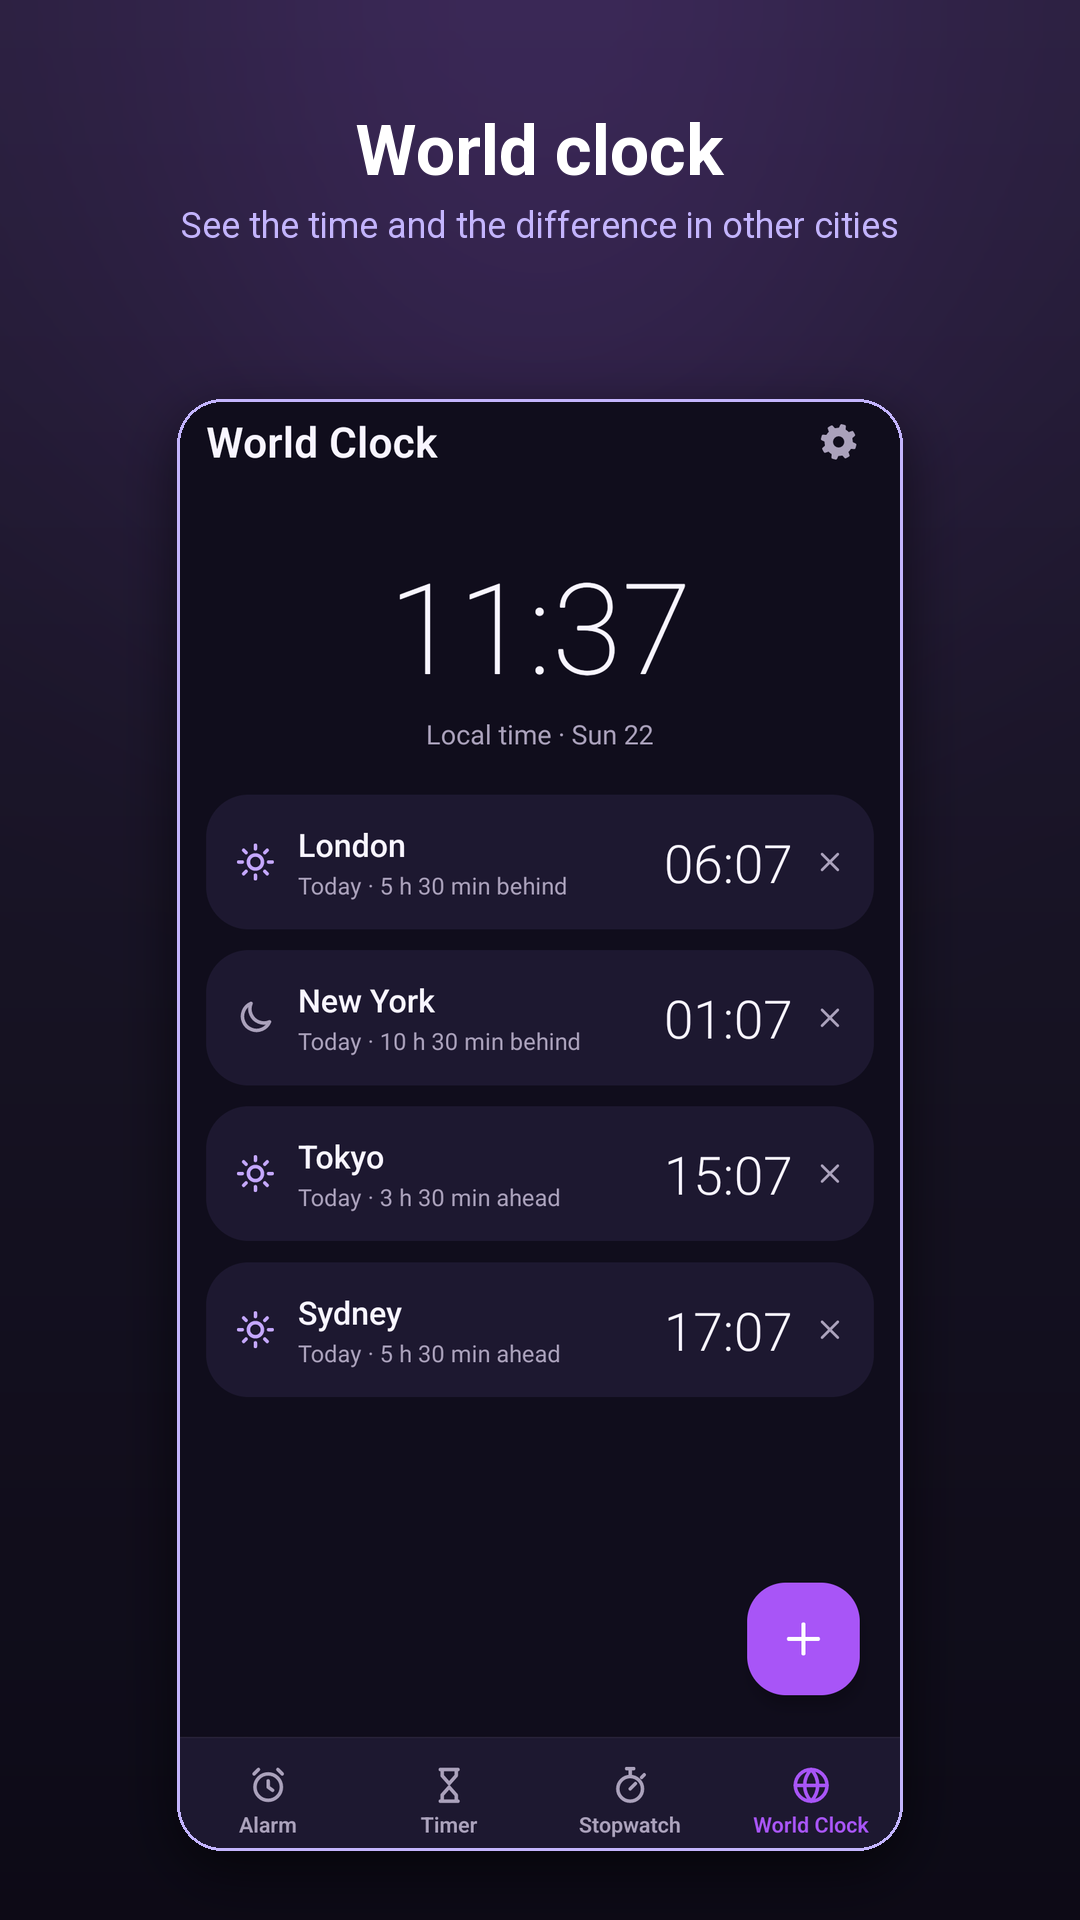 World clock
See the time and the difference in other cities
World Clock
11:37
Local time · Sun 22
London
Today · 5 h 30 min behind
06:07
New York
Today · 10 h 30 min behind
01:07
Tokyo
Today · 3 h 30 min ahead
15:07
Sydney
Today · 5 h 30 min ahead
17:07
Alarm
Timer
Stopwatch
World Clock